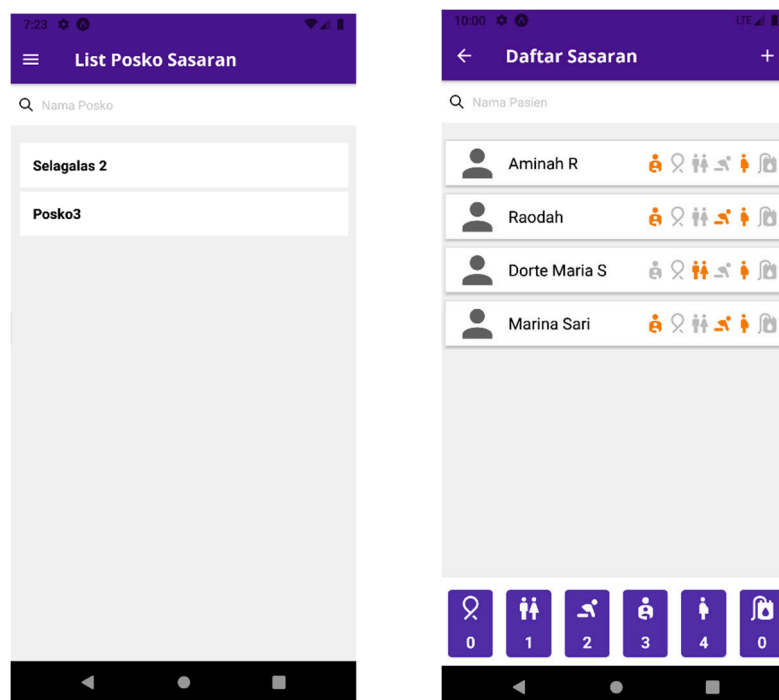 7:23
List Posko Sasaran
Nama Posko
Selagalas 2
Posko3
10:00
LTE
Daftar Sasaran
Nama Pasien
Aminah R
Raodah
Dorte Maria S
Marina Sari
0 1 2 3 4 0